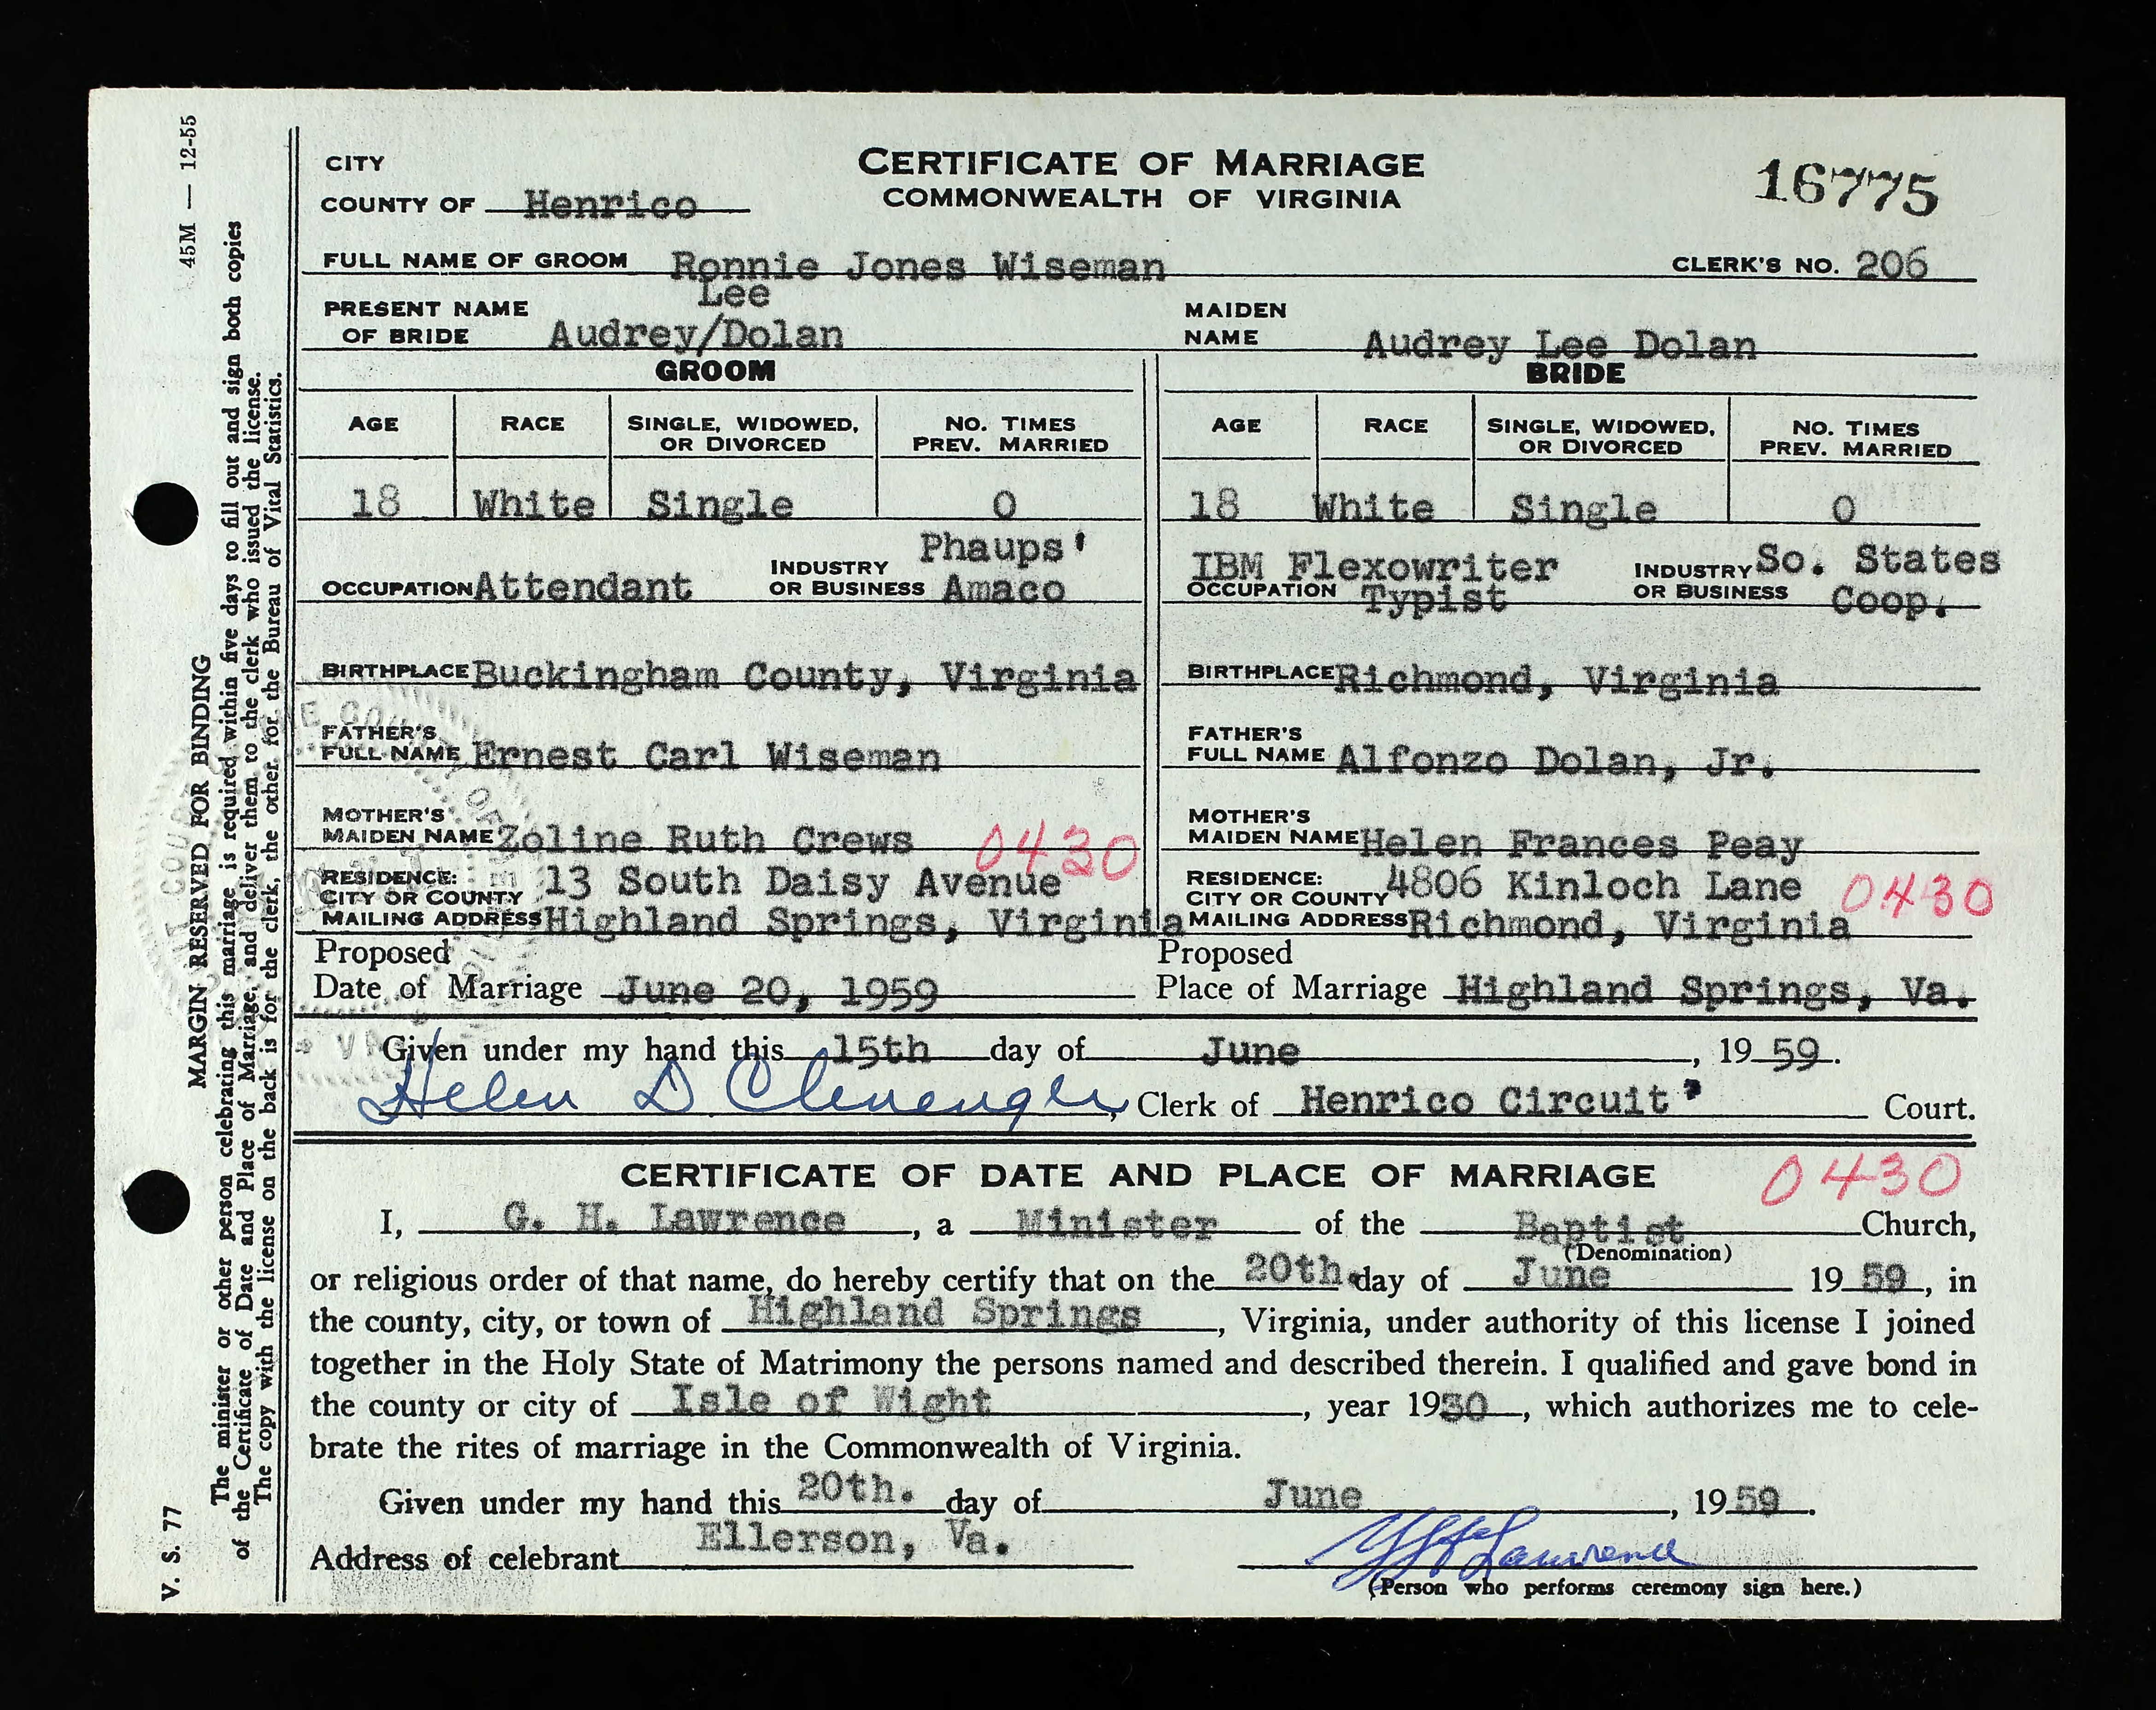 CITY
CERTIFICATE OF MARRIAGE
16775
COUNTY OF Henrico
COMMONWEALTH OF VIRGINIA
FULL NAME OF GROOM Ronnie Jones Wiseman CLERK'S NO. 206
PRESENT NAME OF BRIDE Audrey/Dolan Lee
MAIDEN NAME Audrey Lee Dolan
GROOM BRIDE
AGE RACE SINGLE, WIDOWED, OR DIVORCED NO. TIMES PREV. MARRIED AGE RACE SINGLE, WIDOWED, OR DIVORCED NO. TIMES PREV. MARRIED
18 White Single 0 18 White Single 0
OCCUPATION Attendant INDUSTRY OR BUSINESS Phaups' Amaco
OCCUPATION IBM Flexowriter Typist INDUSTRY OR BUSINESS So. States Coop.
BIRTHPLACE Buckingham County, Virginia BIRTHPLACE Richmond, Virginia
FATHER'S FULL NAME Ernest Carl Wiseman FATHER'S FULL NAME Alfonzo Dolan, Jr.
MOTHER'S MAIDEN NAME Zoline Ruth Crews 0430 MOTHER'S MAIDEN NAME Helen Frances Peay
RESIDENCE: CITY OR COUNTY 13 South Daisy Avenue RESIDENCE: CITY OR COUNTY 4806 Kinloch Lane 0430
MAILING ADDRESS Highland Springs, Virginia MAILING ADDRESS Richmond, Virginia
Proposed Date of Marriage June 20, 1959 Proposed Place of Marriage Highland Springs, Va.
Given under my hand this 15th day of June, 19 59.
Helen D Clevenger, Clerk of Henrico Circuit Court.
CERTIFICATE OF DATE AND PLACE OF MARRIAGE 0430
I, G. H. Lawrence, a Minister of the Baptist Church,
(Denomination)
or religious order of that name, do hereby certify that on the 20th. day of June 19 59, in
the county, city, or town of Highland Springs, Virginia, under authority of this license I joined
together in the Holy State of Matrimony the persons named and described therein. I qualified and gave bond in
the county or city of Isle of Wight, year 1950, which authorizes me to cele-
brate the rites of marriage in the Commonwealth of Virginia.
Given under my hand this 20th. day of June, 19 59.
Address of celebrant Ellerson, Va. G H Lawrence
(Person who performs ceremony sign here.)
V. S. 77 MARGIN RESERVED FOR BINDING 45M — 12-55
The minister or other person celebrating this marriage is required within five days to fill out and sign both copies
of the Certificate of Date and Place of Marriage, and deliver them to the clerk who issued the license.
The copy with the license on the back is for the clerk, the other for the Bureau of Vital Statistics.